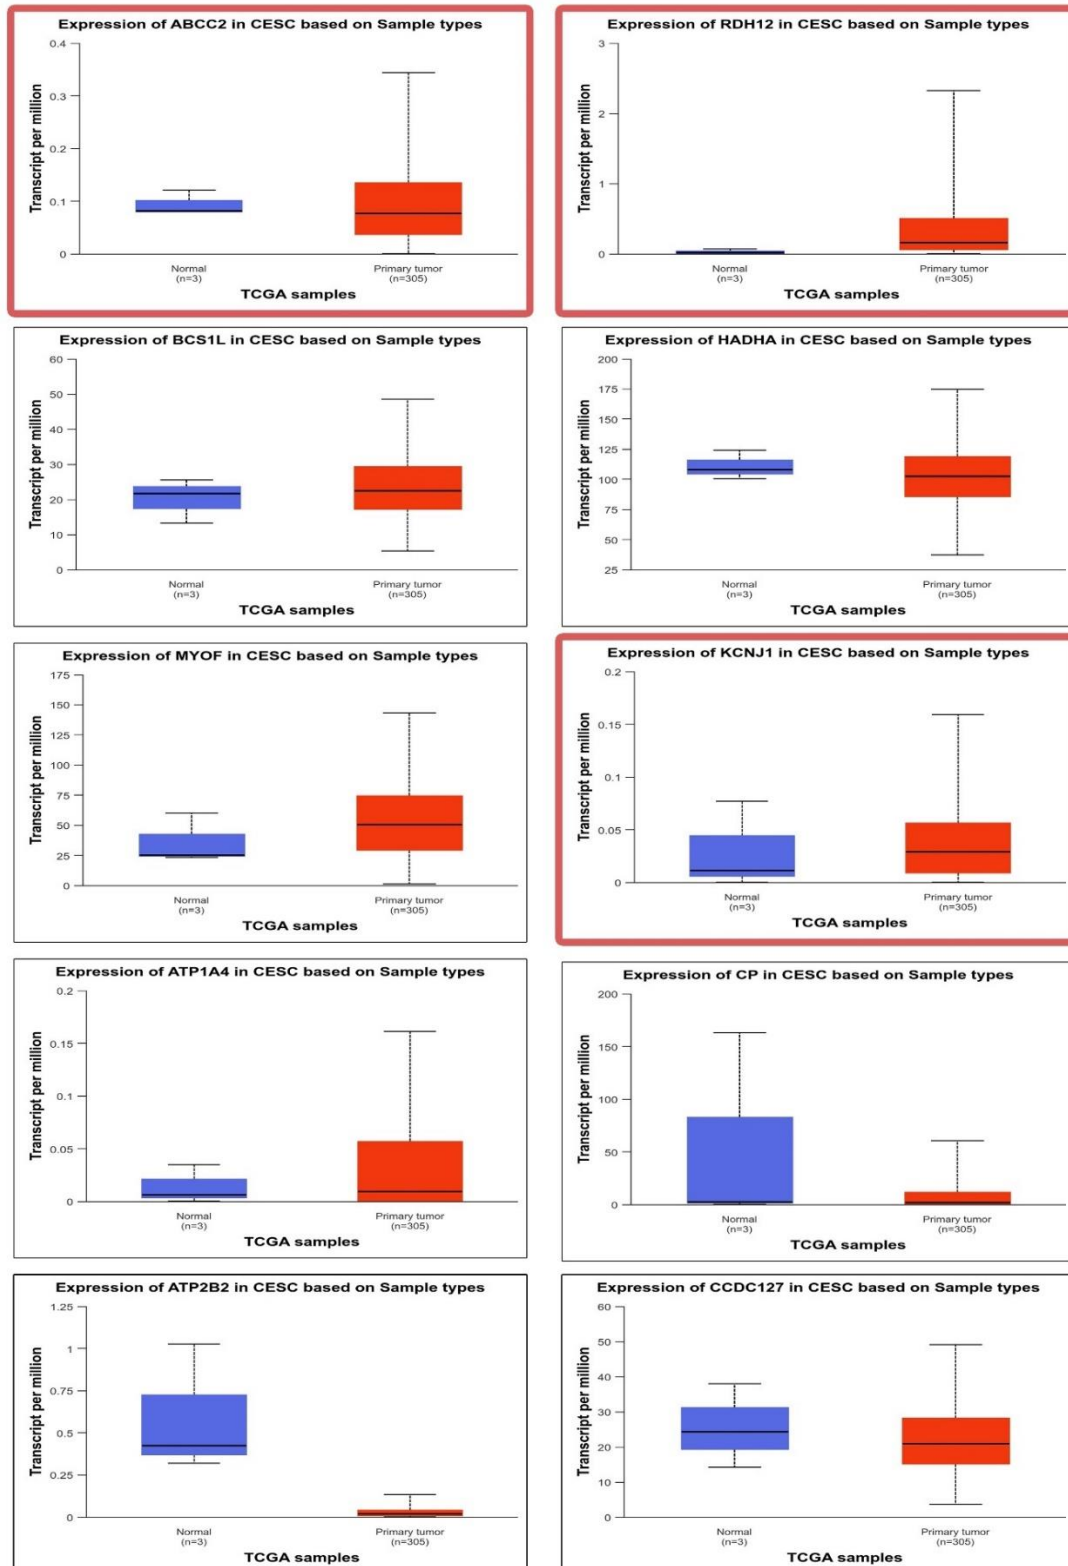 Expression of ABCC2 in CESC based on Sample types
Transcript per million
0.4
0.3
0.2
0.1
0
Normal
(n=3)
Primary tumor
(n=305)
TCGA samples
Expression of RDH12 in CESC based on Sample types
Transcript per million
3
2
1
0
Normal
(n=3)
Primary tumor
(n=305)
TCGA samples
Expression of BCS1L in CESC based on Sample types
Transcript per million
60
50
40
30
20
10
0
Normal
(n=3)
Primary tumor
(n=305)
TCGA samples
Expression of HADHA in CESC based on Sample types
Transcript per million
200
175
150
125
100
75
50
25
Normal
(n=3)
Primary tumor
(n=305)
TCGA samples
Expression of MYOF in CESC based on Sample types
Transcript per million
175
150
125
100
75
50
25
0
Normal
(n=3)
Primary tumor
(n=305)
TCGA samples
Expression of KCNJ1 in CESC based on Sample types
Transcript per million
0.2
0.15
0.1
0.05
0
Normal
(n=3)
Primary tumor
(n=305)
TCGA samples
Expression of ATP1A4 in CESC based on Sample types
Transcript per million
0.2
0.15
0.1
0.05
0
Normal
(n=3)
Primary tumor
(n=305)
TCGA samples
Expression of CP in CESC based on Sample types
Transcript per million
200
150
100
50
0
Normal
(n=3)
Primary tumor
(n=305)
TCGA samples
Expression of ATP2B2 in CESC based on Sample types
Transcript per million
1.25
1
0.75
0.5
0.25
0
Normal
(n=3)
Primary tumor
(n=305)
TCGA samples
Expression of CCDC127 in CESC based on Sample types
Transcript per million
60
50
40
30
20
10
0
Normal
(n=3)
Primary tumor
(n=305)
TCGA samples